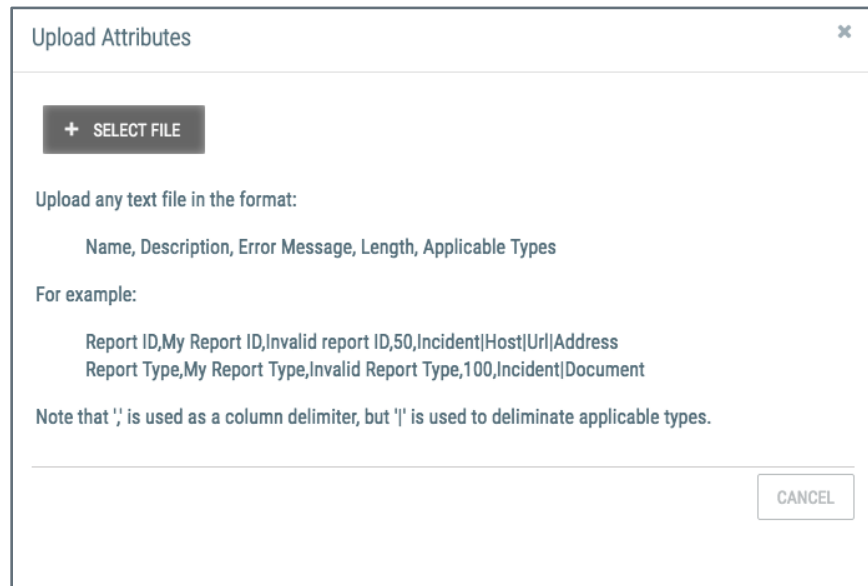 Upload Attributes
+ SELECT FILE
Upload any text file in the format:
Name, Description, Error Message, Length, Applicable Types
For example:
Report ID,My Report ID,Invalid report ID,50,Incident|Host|Url|Address
Report Type,My Report Type,Invalid Report Type,100,Incident|Document
Note that ',' is used as a column delimiter, but '|' is used to deliminate applicable types.
CANCEL